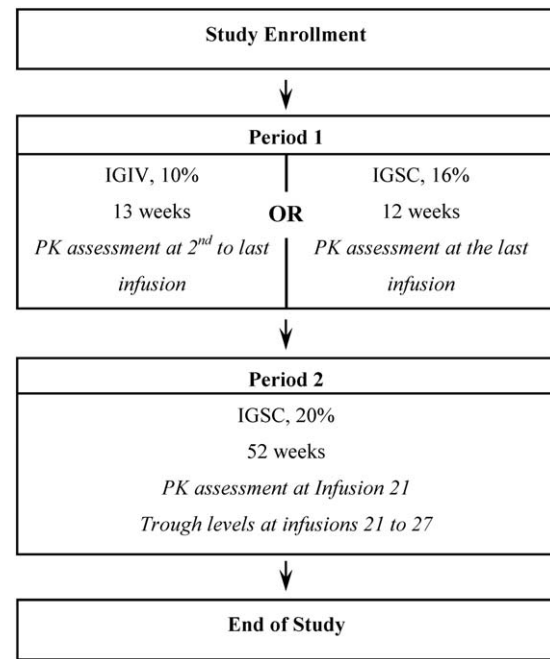 Study Enrollment
Period 1
IGIV, 10%
13 weeks
PK assessment at 2nd to last
infusion
OR
IGSC, 16%
12 weeks
PK assessment at the last
infusion
Period 2
IGSC, 20%
52 weeks
PK assessment at Infusion 21
Trough levels at infusions 21 to 27
End of Study